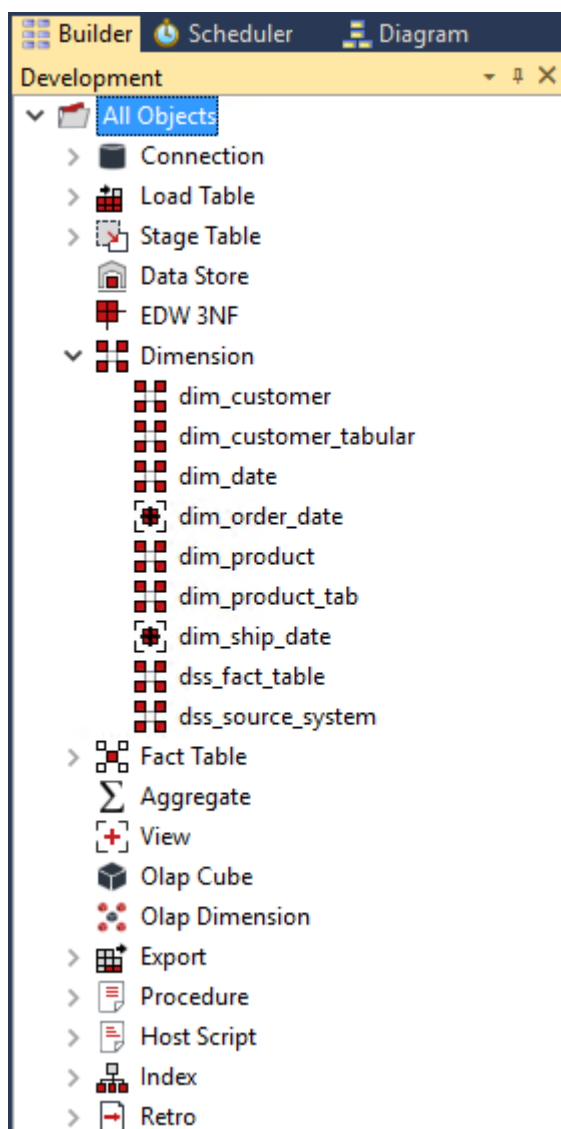 Builder Scheduler Diagram
Development
All Objects
Connection
Load Table
Stage Table
Data Store
EDW 3NF
Dimension
dim_customer
dim_customer_tabular
dim_date
dim_order_date
dim_product
dim_product_tab
dim_ship_date
dss_fact_table
dss_source_system
Fact Table
Aggregate
View
Olap Cube
Olap Dimension
Export
Procedure
Host Script
Index
Retro